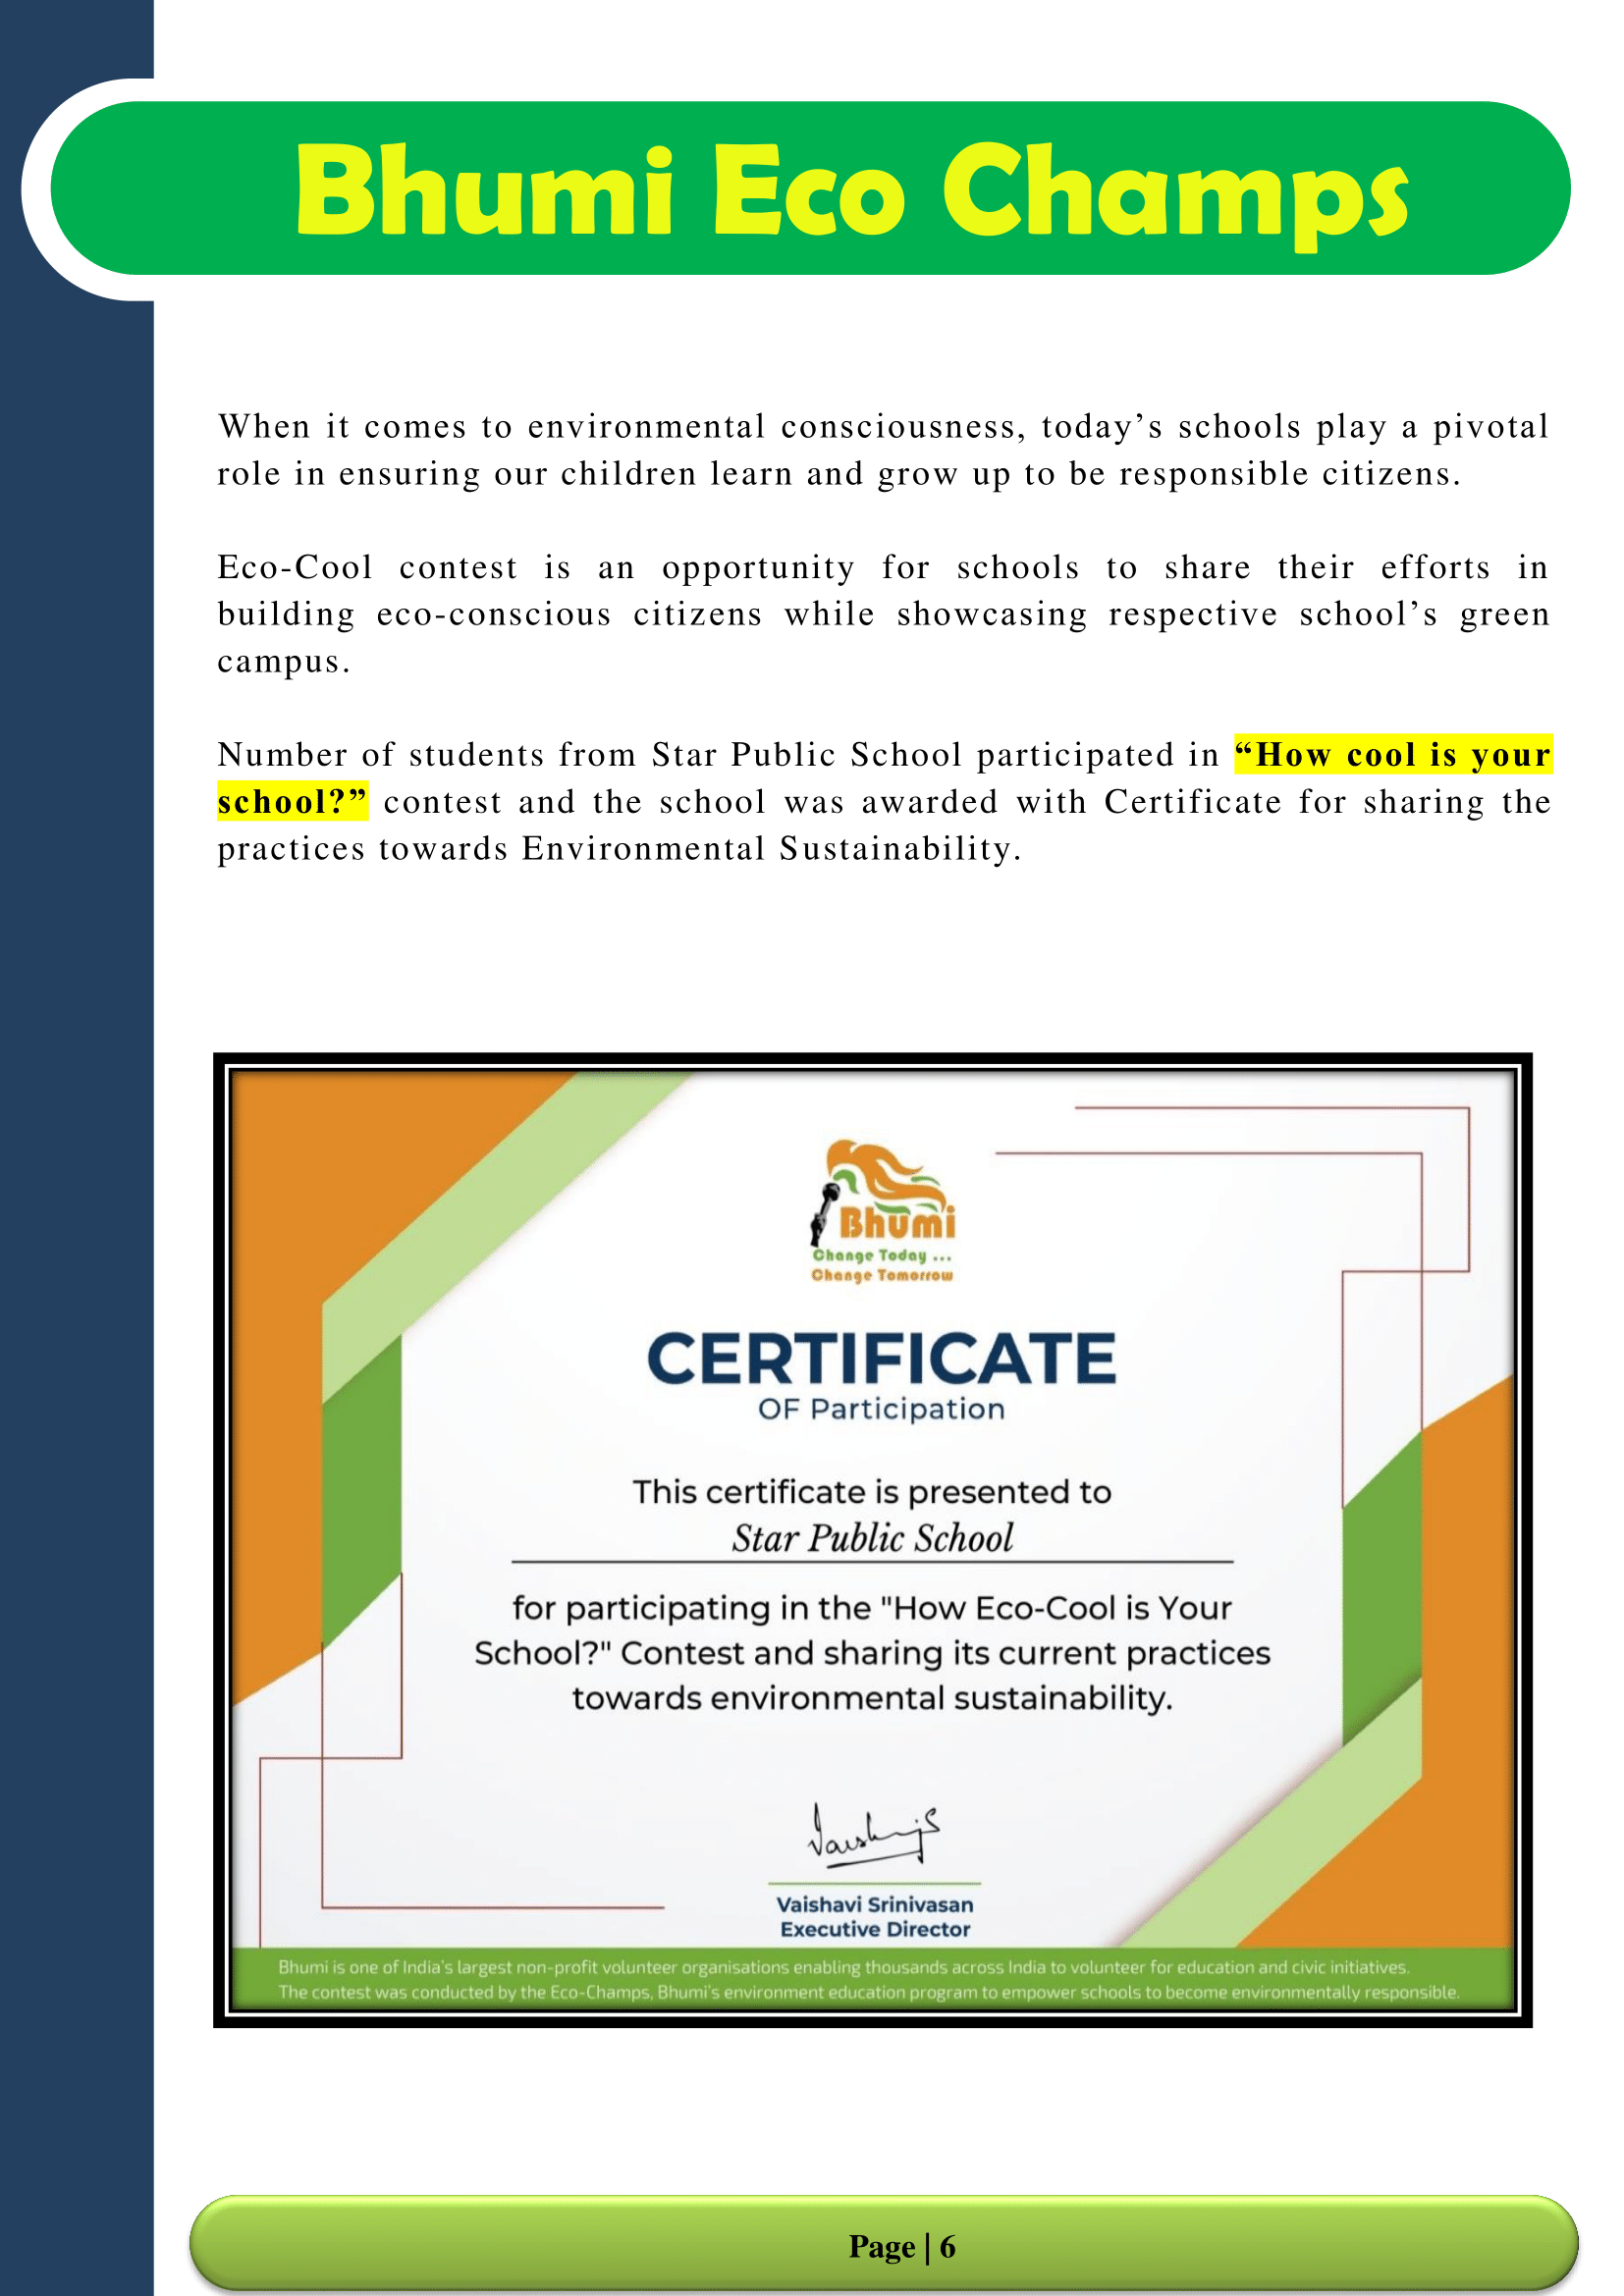 Bhumi Eco Champs
When it comes to environmental consciousness, today’s schools play a pivotal
role in ensuring our children learn and grow up to be responsible citizens.
Eco-Cool contest is an opportunity for schools to share their efforts in
building eco-conscious citizens while showcasing respective school’s green
campus.
Number of students from Star Public School participated in “How cool is your
school?” contest and the school was awarded with Certificate for sharing the
practices towards Environmental Sustainability.
Bhumi
Change Today ...
Change Tomorrow
CERTIFICATE
OF Participation
This certificate is presented to
Star Public School
for participating in the "How Eco-Cool is Your
School?" Contest and sharing its current practices
towards environmental sustainability.
Vaishavi Srinivasan
Executive Director
Bhumi is one of India's largest non-profit volunteer organisations enabling thousands across India to volunteer for education and civic initiatives.
The contest was conducted by the Eco-Champs, Bhumi's environment education program to empower schools to become environmentally responsible.
Page | 6